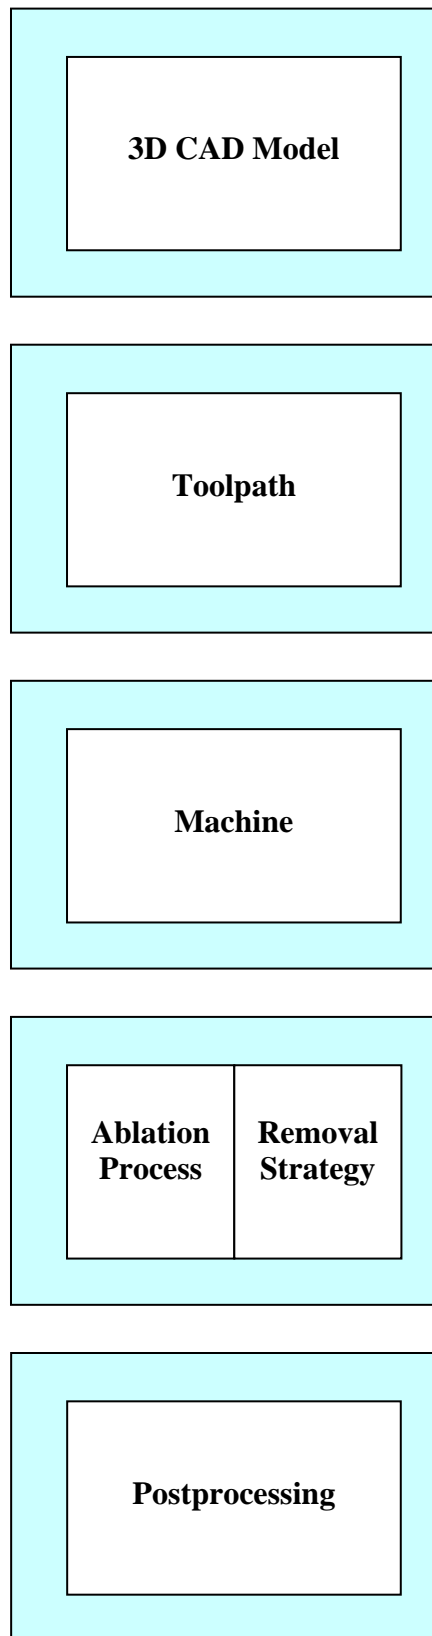 3D CAD Model
Toolpath
Machine
Ablation
Process
Removal
Strategy
Postprocessing